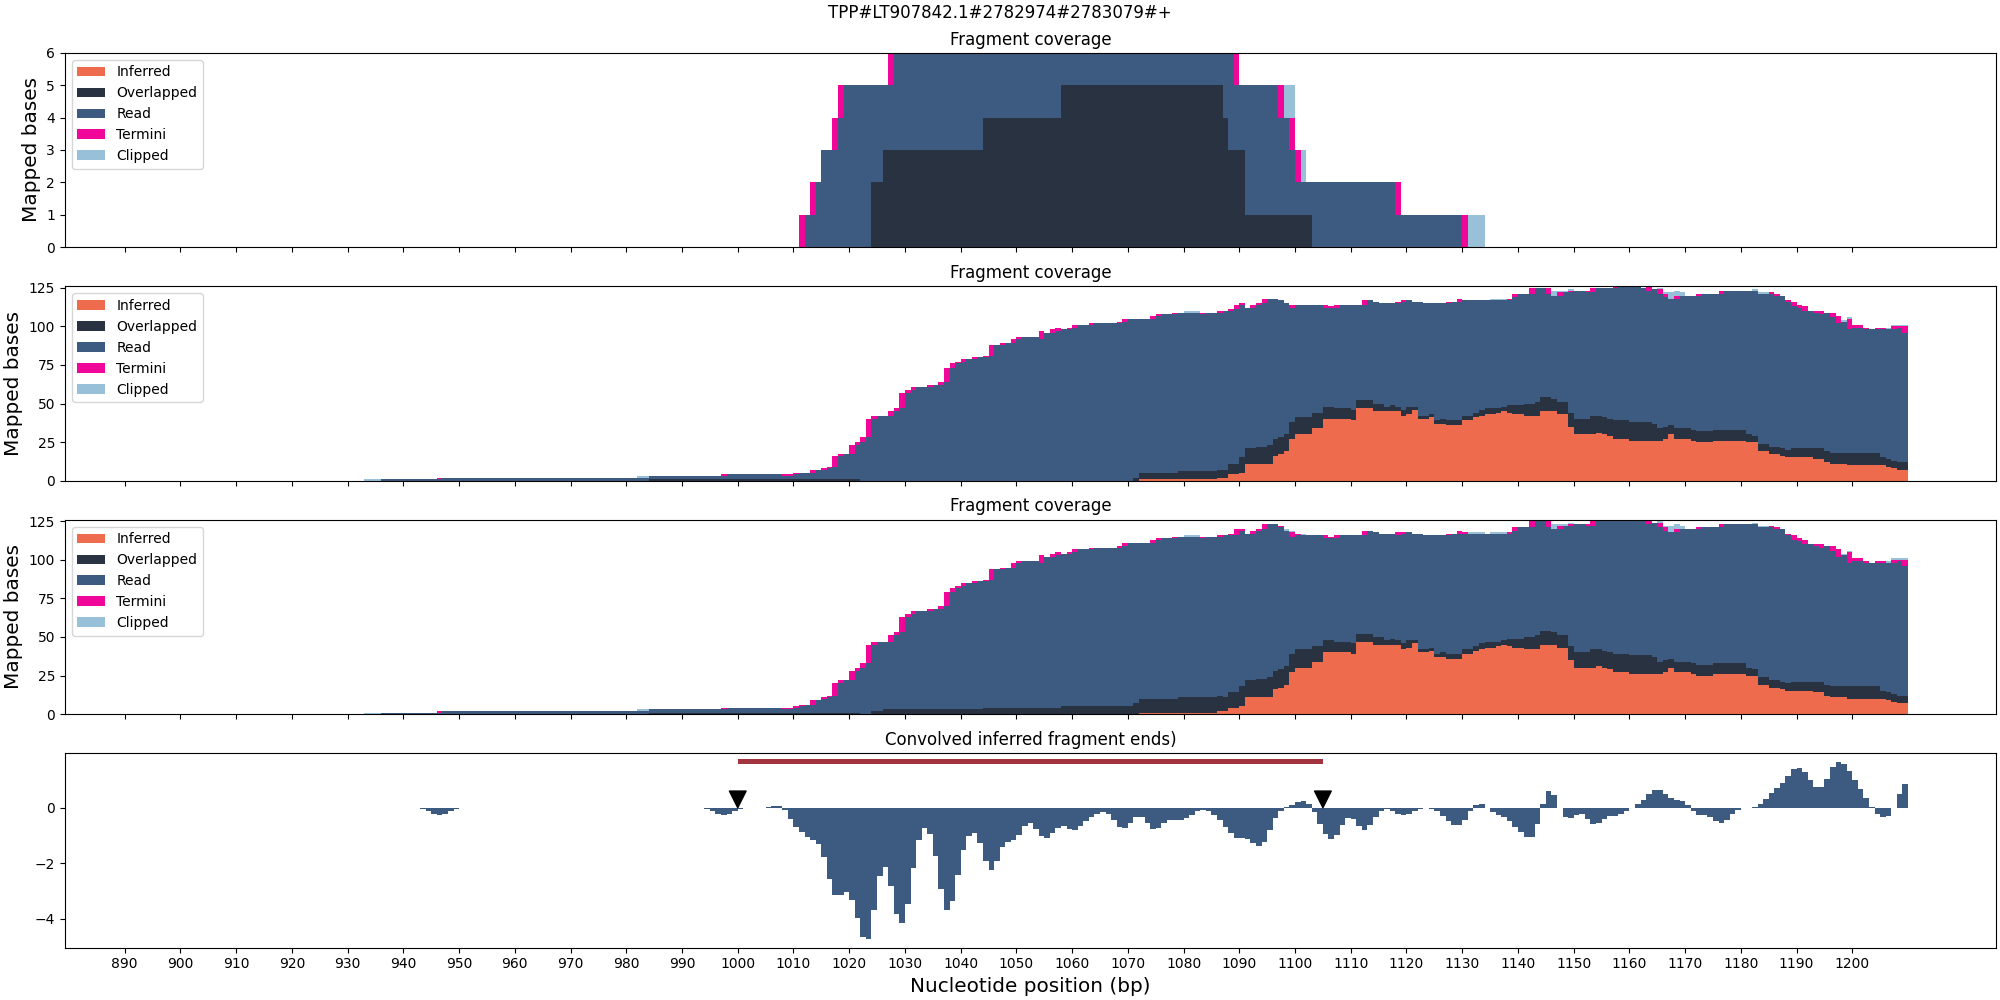 TPP#LT907842.1#2782974#2783079#+
Fragment coverage
Mapped bases
6
5
4
3
2
1
0
Inferred
Overlapped
Read
Termini
Clipped
Fragment coverage
Mapped bases
125
100
75
50
25
0
Inferred
Overlapped
Read
Termini
Clipped
Fragment coverage
Mapped bases
125
100
75
50
25
0
Inferred
Overlapped
Read
Termini
Clipped
Convolved inferred fragment ends)
0
−2
−4
890 900 910 920 930 940 950 960 970 980 990 1000 1010 1020 1030 1040 1050 1060 1070 1080 1090 1100 1110 1120 1130 1140 1150 1160 1170 1180 1190 1200
Nucleotide position (bp)